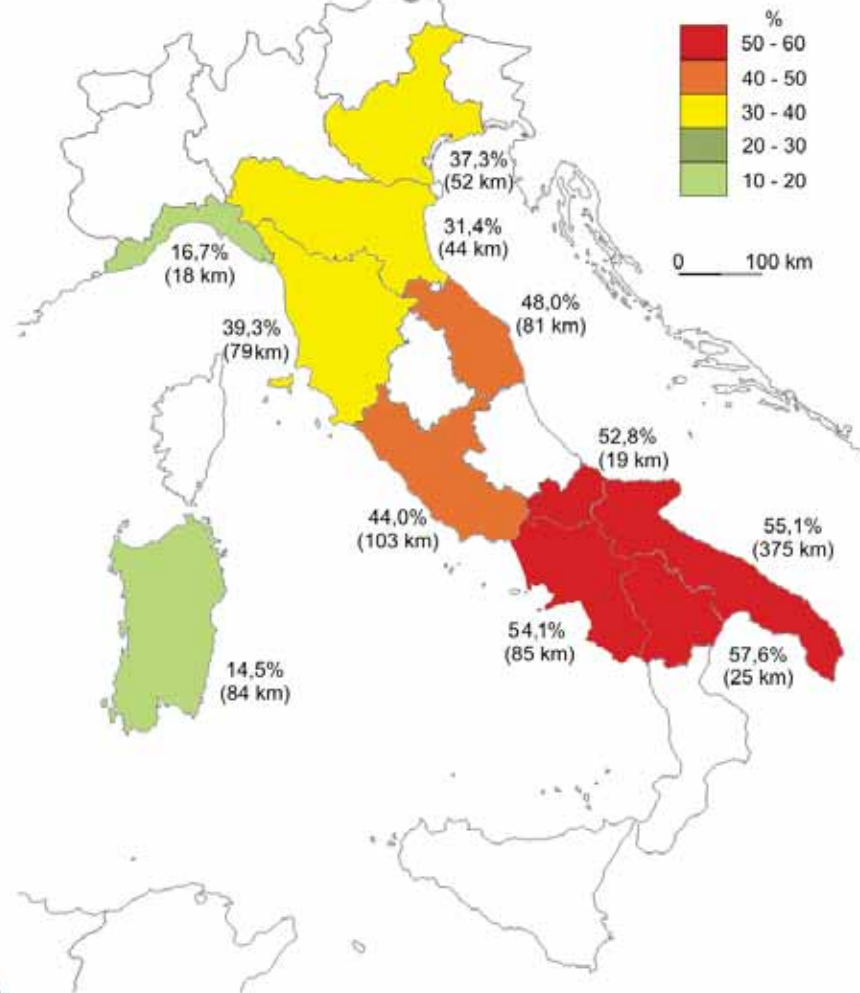 %
50 - 60
40 - 50
30 - 40
20 - 30
10 - 20
0 100 km
37,3%
(52 km)
31,4%
(44 km)
16,7%
(18 km)
48,0%
(81 km)
39,3%
(79km)
52,8%
(19 km)
44,0%
(103 km)
55,1%
(375 km)
54,1%
(85 km)
57,6%
(25 km)
14,5%
(84 km)